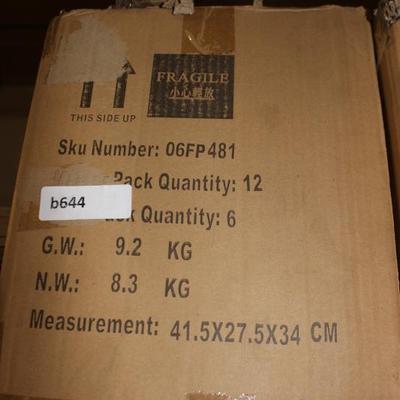 FRAGILE
小心輕放
THIS SIDE UP
Sku Number: 06FP481
Pack Quantity: 12
b644
Quantity: 6
G.W.: 9.2 KG
N.W.: 8.3 KG
Measurement: 41.5X27.5X34 CM